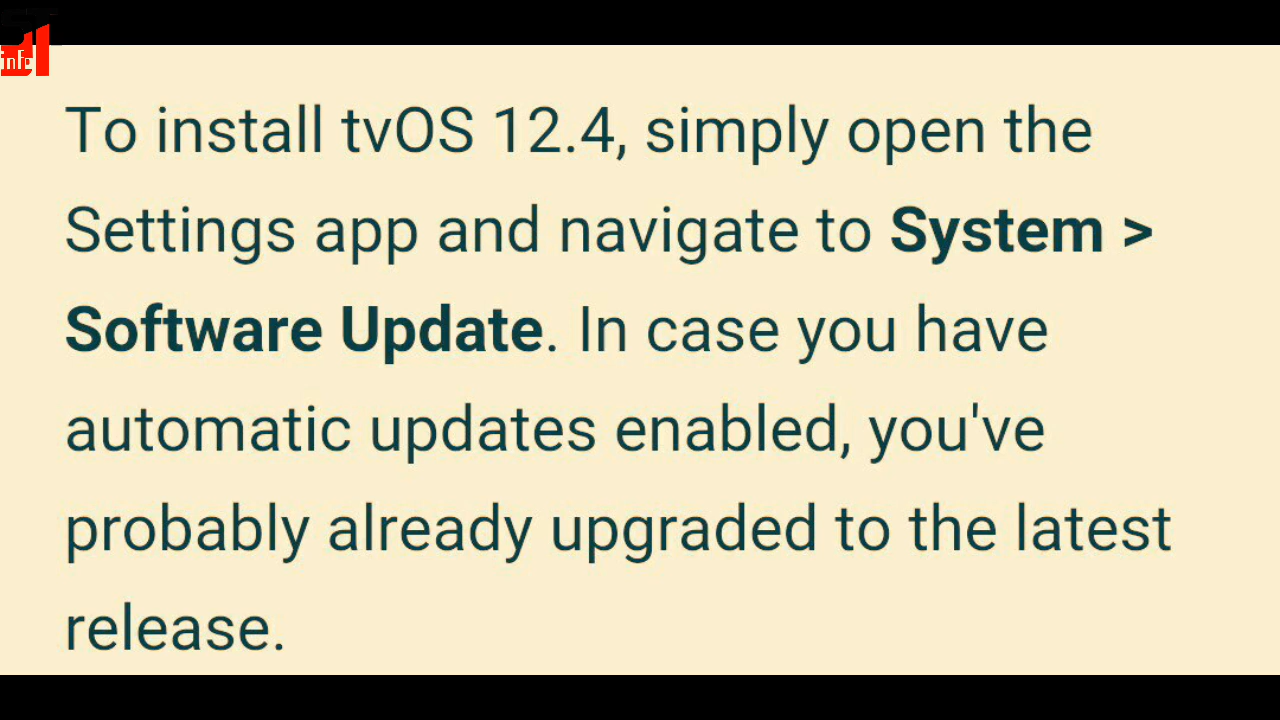 info
To install tvOS 12.4, simply open the
Settings app and navigate to System >
Software Update. In case you have
automatic updates enabled, you've
probably already upgraded to the latest
release.